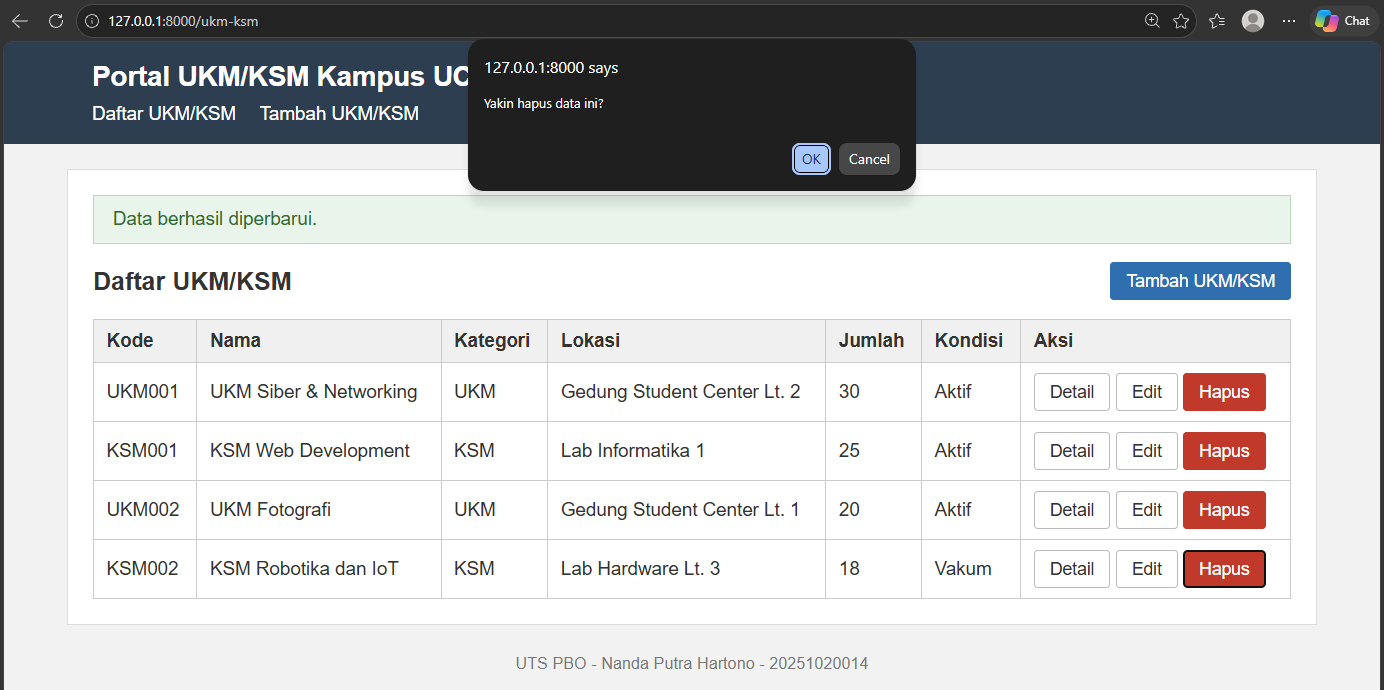 127.0.0.1:8000/ukm-ksm
Chat
127.0.0.1:8000 says
Yakin hapus data ini?
OK Cancel
Portal UKM/KSM Kampus
Daftar UKM/KSM Tambah UKM/KSM
Data berhasil diperbarui.
Daftar UKM/KSM
Tambah UKM/KSM
Kode Nama Kategori Lokasi Jumlah Kondisi Aksi
UKM001 UKM Siber & Networking UKM Gedung Student Center Lt. 2 30 Aktif Detail Edit Hapus
KSM001 KSM Web Development KSM Lab Informatika 1 25 Aktif Detail Edit Hapus
UKM002 UKM Fotografi UKM Gedung Student Center Lt. 1 20 Aktif Detail Edit Hapus
KSM002 KSM Robotika dan IoT KSM Lab Hardware Lt. 3 18 Vakum Detail Edit Hapus
UTS PBO - Nanda Putra Hartono - 20251020014